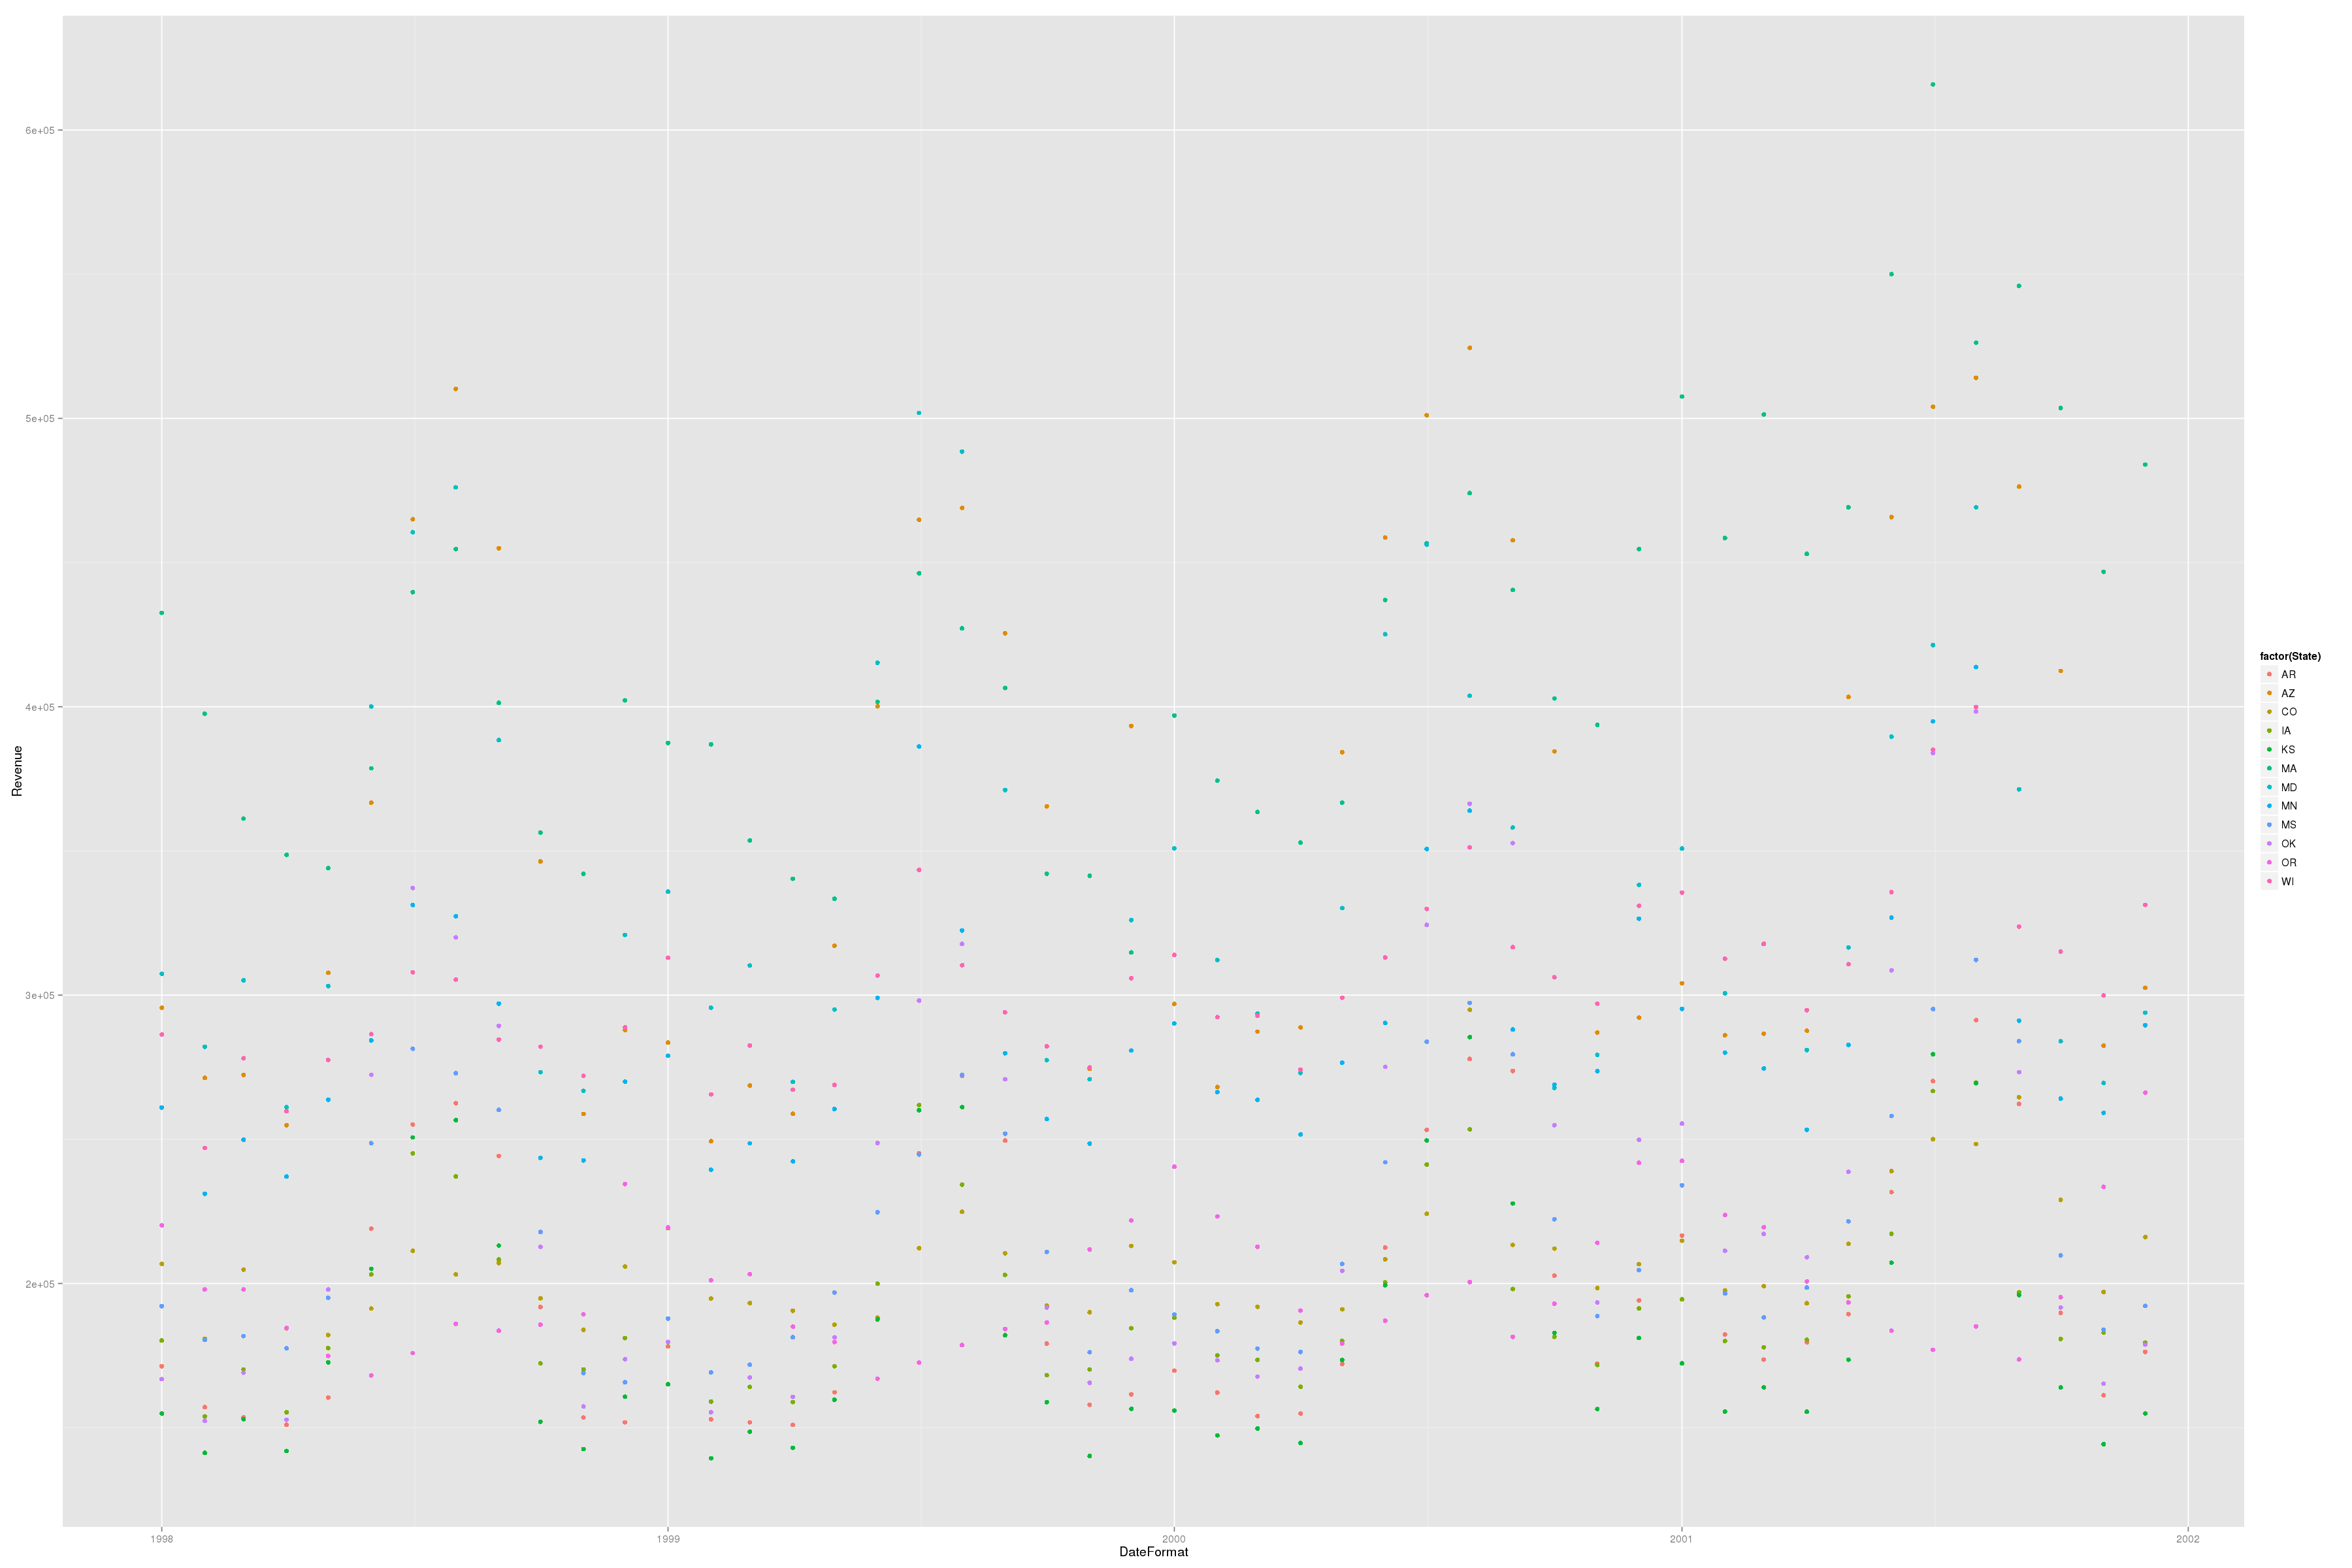 6e+05
5e+05
4e+05
3e+05
2e+05
Revenue
1998
1999
2000
2001
2002
DateFormat
factor(State)
AR
AZ
CO
IA
KS
MA
MD
MN
MS
OK
OR
WI